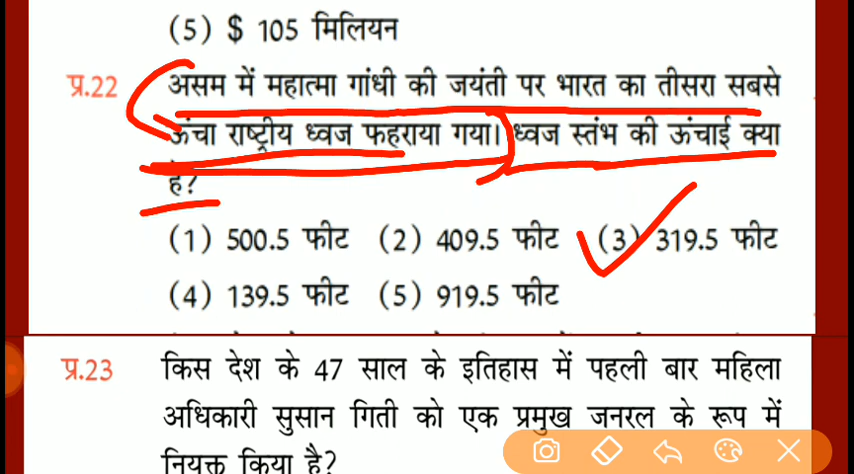 (5) $ 105 मिलियन
प्र.22 असम में महात्मा गांधी की जयंती पर भारत का तीसरा सबसे
ऊंचा राष्ट्रीय ध्वज फहराया गया। ध्वज स्तंभ की ऊंचाई क्या
है?
(1) 500.5 फीट (2) 409.5 फीट (3) 319.5 फीट
(4) 139.5 फीट (5) 919.5 फीट
प्र.23 किस देश के 47 साल के इतिहास में पहली बार महिला
अधिकारी सुसान गिती को एक प्रमुख जनरल के रूप में
नियुक्त किया है?